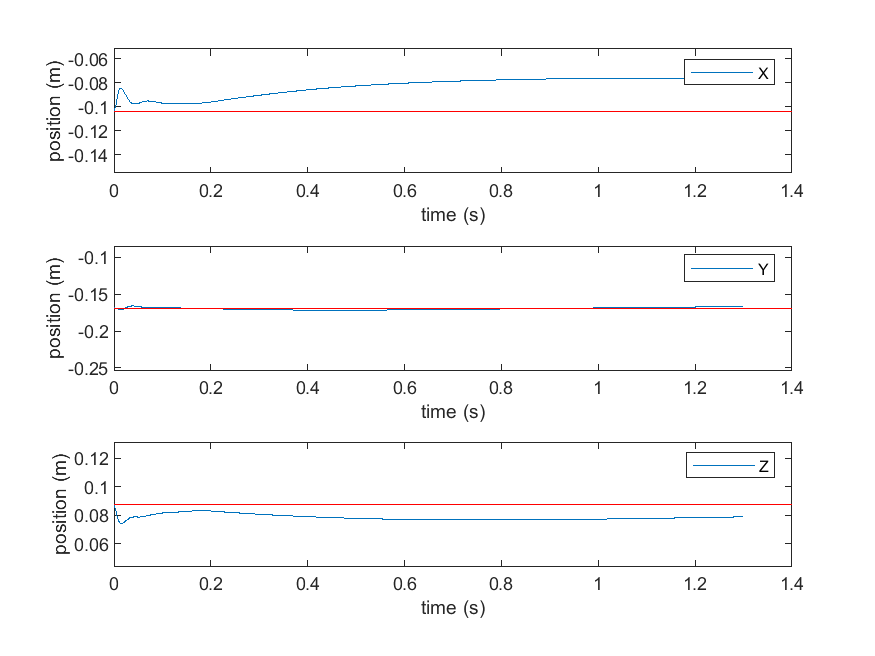 -0.06
-0.08
-0.1
-0.12
-0.14
position (m)
X
0 0.2 0.4 0.6 0.8 1 1.2 1.4
time (s)
-0.1
-0.15
-0.2
-0.25
position (m)
Y
0 0.2 0.4 0.6 0.8 1 1.2 1.4
time (s)
0.12
0.1
0.08
0.06
position (m)
Z
0 0.2 0.4 0.6 0.8 1 1.2 1.4
time (s)